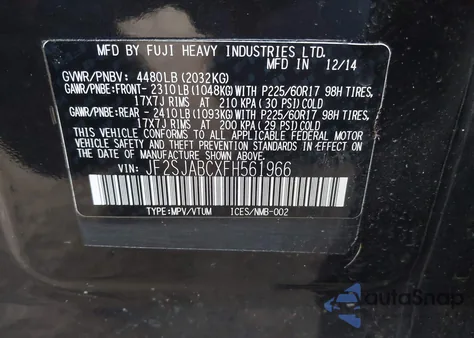 MFD BY FUJI HEAVY INDUSTRIES LTD.
12/14
GVWR/PNBV: 4480LB(2032KG)
GAWR/PNBE:FRONT- 2310LB(1048KG)WITH P225/60R17 98H TIRES,
17X7J RIMS AT 210 KPA (30 PSI)COLD
GAWR/PNBE:REAR -2410LB(1093KG)WITH P225/60R17 98H TIRES,
17X7J RIMS AT 200 KPA(29 PSI)COLD
THIS VEHICLE CONFORMS TO ALL APPLICABLE FEDERAL MOTOR
VEHICLE SAFETY AND BUMPER STANDARDS IN EFFECT ON THE
DATE OF MANUFACTURE SHOWN ABOVE.
VIN: JF2SJABCXFH561966
TYPE:MPV/VTUM ICES/NMB-002
AutoSnap